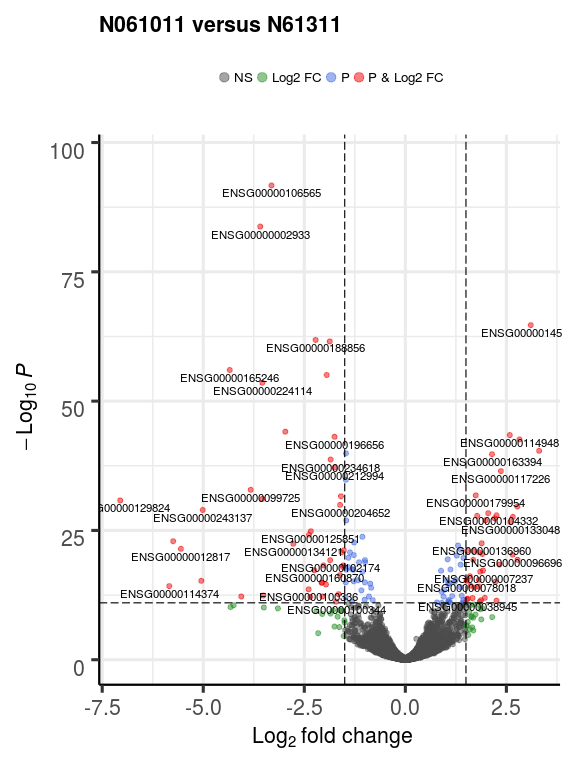 N061011 versus N61311
NS Log2 FC P P & Log2 FC
100
75
50
25
0
−Log10 P
ENSG00000106565
ENSG00000002933
ENSG00000145
ENSG00000188856
ENSG00000165246
ENSG00000224114
ENSG00000196656
ENSG00000114948
ENSG00000163394
ENSG00000234618
ENSG00000212994
ENSG00000117226
ENSG00000099725
ENSG00000179954
G00000129824
ENSG00000243137
ENSG00000204652
ENSG00000104332
ENSG00000133048
ENSG00000125851
ENSG00000134121
ENSG00000136960
ENSG00000012817
ENSG00000102174
ENSG00000096696
ENSG00000007237
ENSG00000078018
ENSG00000114374
ENSG00000100344
ENSG00000038945
-7.5 -5.0 -2.5 0.0 2.5
Log2 fold change